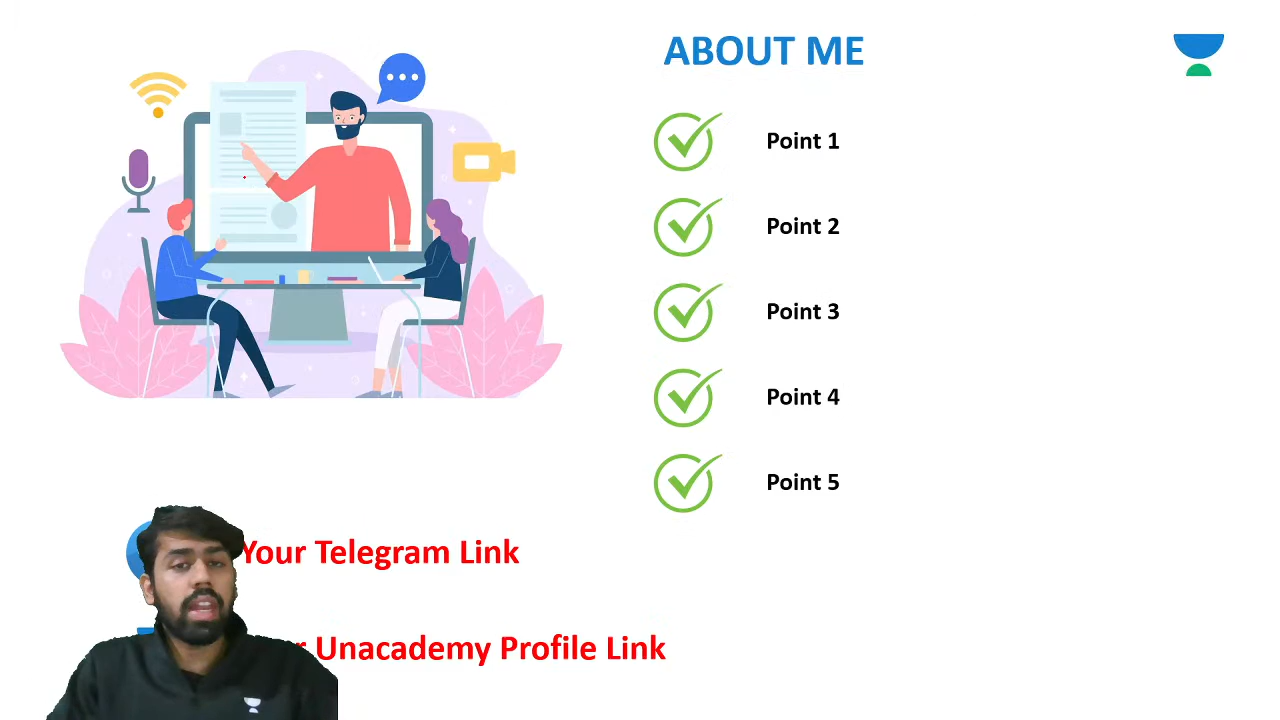 ABOUT ME
Point 1
Point 2
Point 3
Point 4
Point 5
Your Telegram Link
Unacademy Profile Link